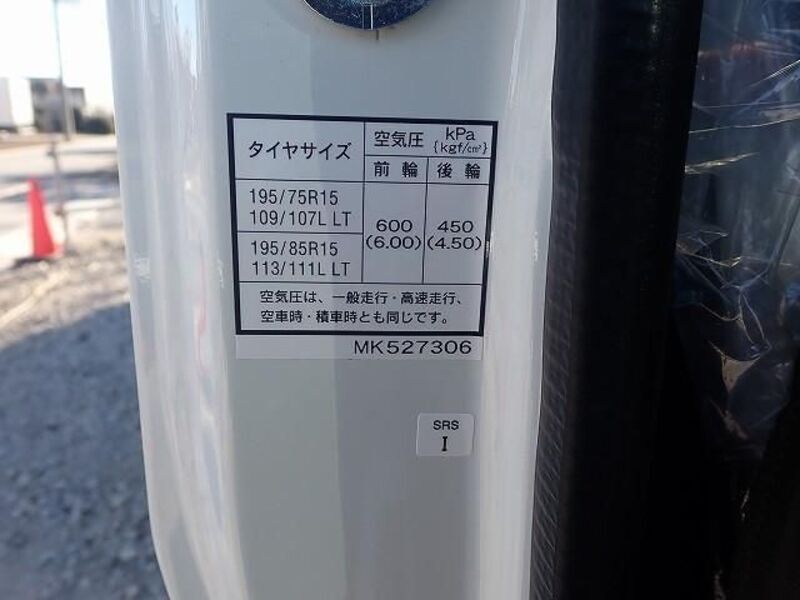 タイヤサイズ
空気圧 kPa {kgf/cm²}
前輪 後輪
195/75R15
109/107L LT
600 450
(6.00) (4.50)
195/85R15
113/111L LT
空気圧は、一般走行・高速走行、
空車時・積車時とも同じです。
MK527306
SRS
I